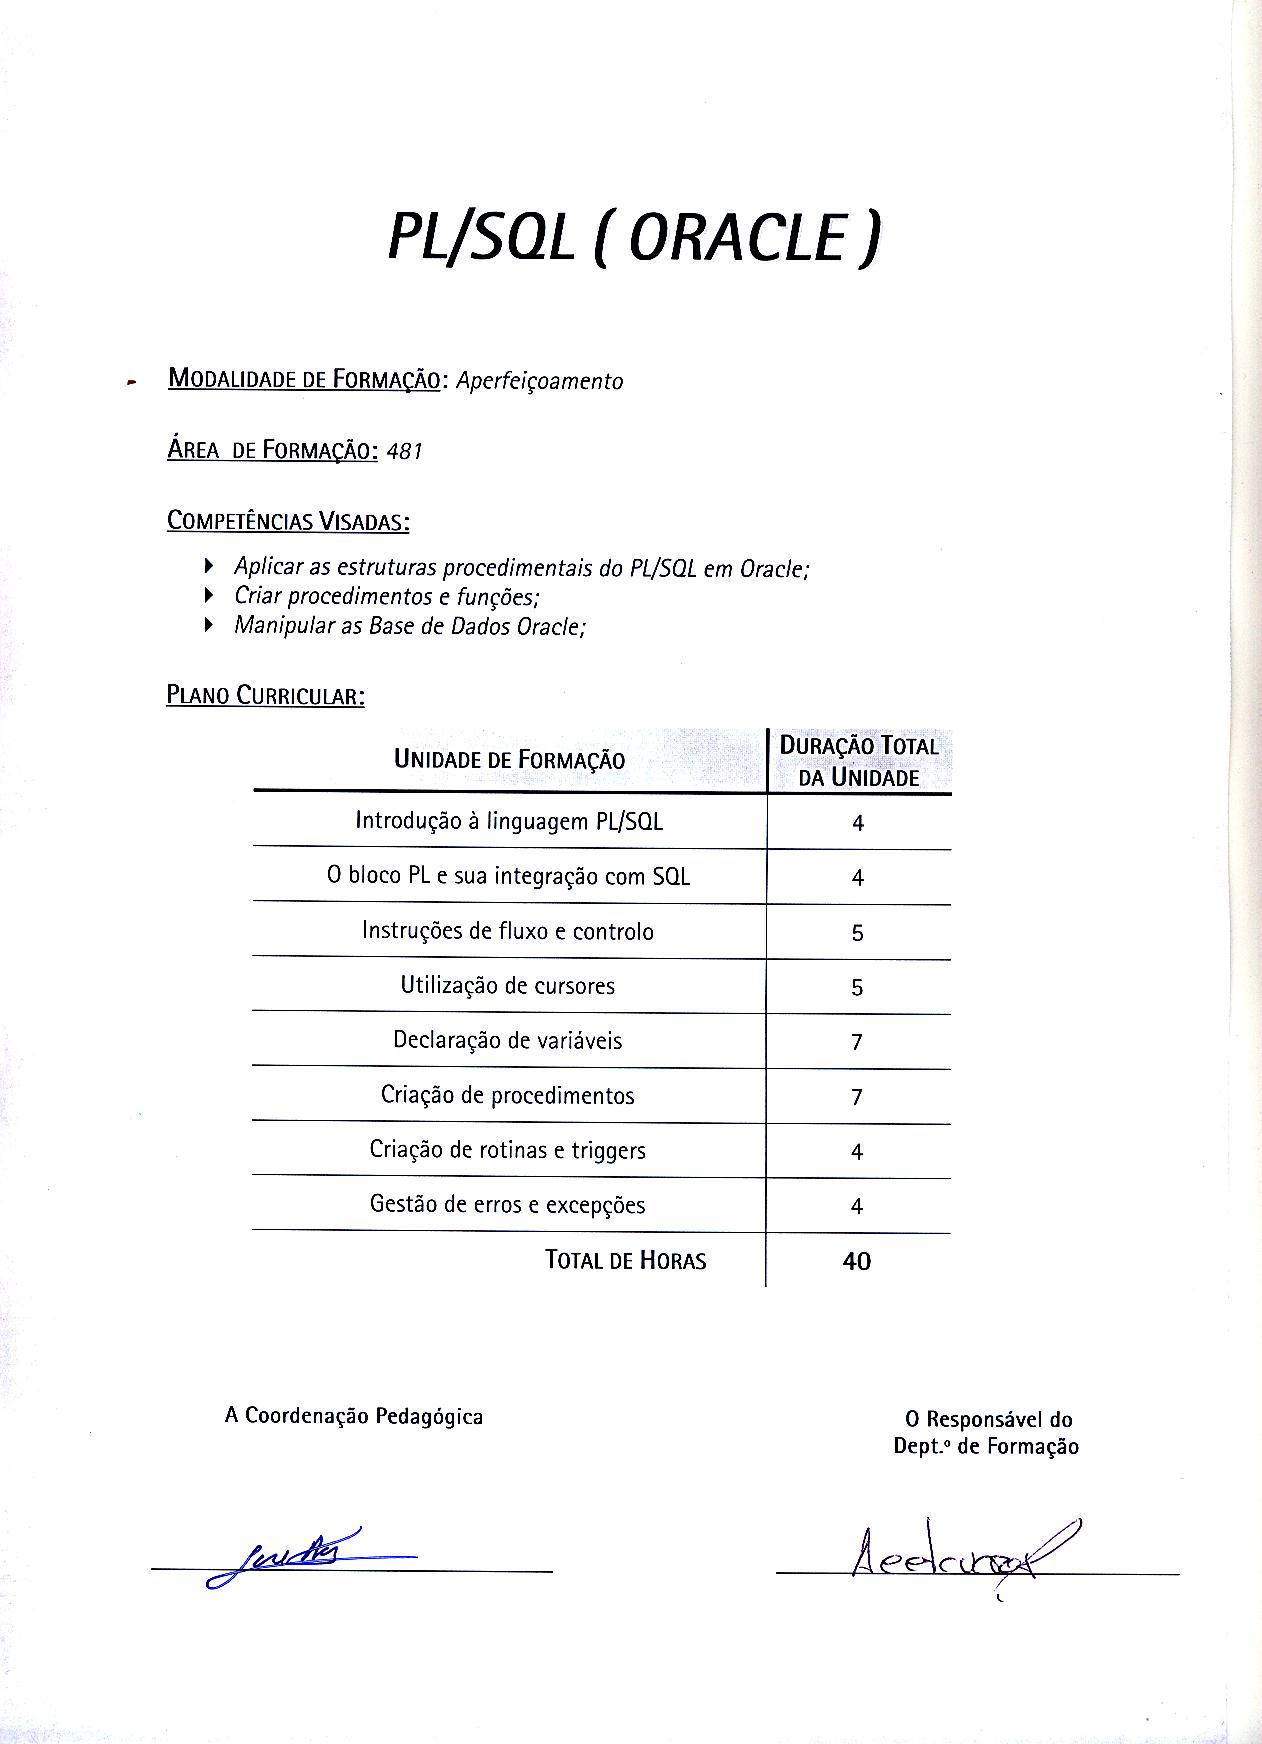 PL/SQL ( ORACLE )
MODALIDADE DE FORMAÇÃO: Aperfeiçoamento
ÁREA DE FORMAÇÃO: 481
COMPETÊNCIAS VISADAS:
Aplicar as estruturas procedimentais do PL/SQL em Oracle;
Criar procedimentos e funções;
Manipular as Base de Dados Oracle;
PLANO CURRICULAR:
UNIDADE DE FORMAÇÃO DURAÇÃO TOTAL
DA UNIDADE
Introdução à linguagem PL/SQL 4
O bloco PL e sua integração com SQL 4
Instruções de fluxo e controlo 5
Utilização de cursores 5
Declaração de variáveis 7
Criação de procedimentos 7
Criação de rotinas e triggers 4
Gestão de erros e excepções 4
TOTAL DE HORAS 40
A Coordenação Pedagógica
O Responsável do
Dept.º de Formação